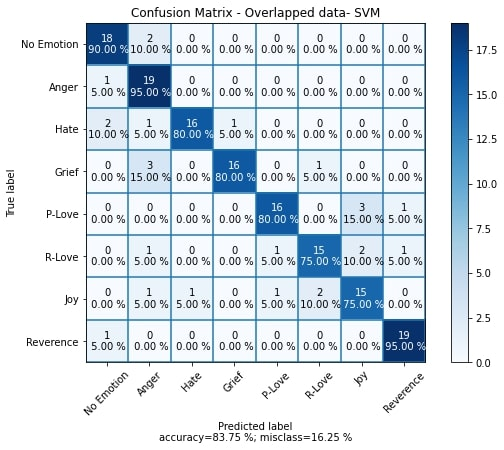 Confusion Matrix - Overlapped data- SVM
No Emotion 18 2 0 0 0 0 0 0
90.00 % 10.00 % 0.00 % 0.00 % 0.00 % 0.00 % 0.00 % 0.00 %
Anger 1 19 0 0 0 0 0 0
5.00 % 95.00 % 0.00 % 0.00 % 0.00 % 0.00 % 0.00 % 0.00 %
Hate 2 1 16 1 0 0 0 0
10.00 % 5.00 % 80.00 % 5.00 % 0.00 % 0.00 % 0.00 % 0.00 %
Grief 0 3 0 16 0 1 0 0
0.00 % 15.00 % 0.00 % 80.00 % 0.00 % 5.00 % 0.00 % 0.00 %
P-Love 0 0 0 0 16 0 3 1
0.00 % 0.00 % 0.00 % 0.00 % 80.00 % 0.00 % 15.00 % 5.00 %
R-Love 0 1 0 0 1 15 2 1
0.00 % 5.00 % 0.00 % 0.00 % 5.00 % 75.00 % 10.00 % 5.00 %
Joy 0 1 1 0 1 2 15 0
0.00 % 5.00 % 5.00 % 0.00 % 5.00 % 10.00 % 75.00 % 0.00 %
Reverence 1 0 0 0 0 0 0 19
5.00 % 0.00 % 0.00 % 0.00 % 0.00 % 0.00 % 0.00 % 95.00 %
True label
No Emotion Anger Hate Grief P-Love R-Love Joy Reverence
Predicted label
accuracy=83.75 %; misclass=16.25 %
17.5
15.0
12.5
10.0
7.5
5.0
2.5
0.0